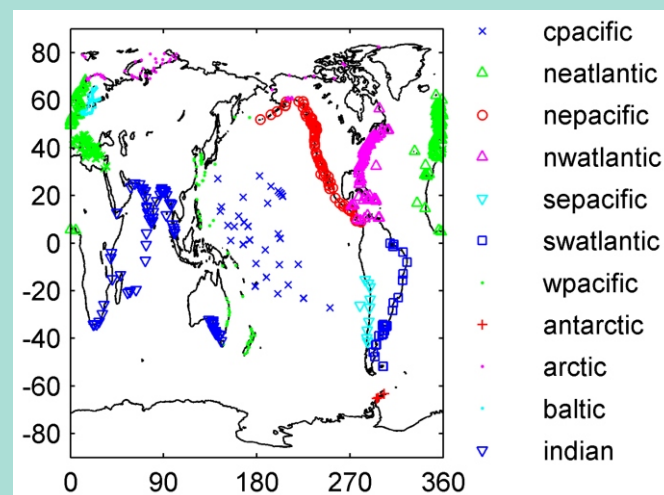 80
60
40
20
0
-20
-40
-60
-80
0 90 180 270 360
cpacific
neatlantic
nepacific
nwatlantic
sepacific
swatlantic
wpacific
antarctic
arctic
baltic
indian